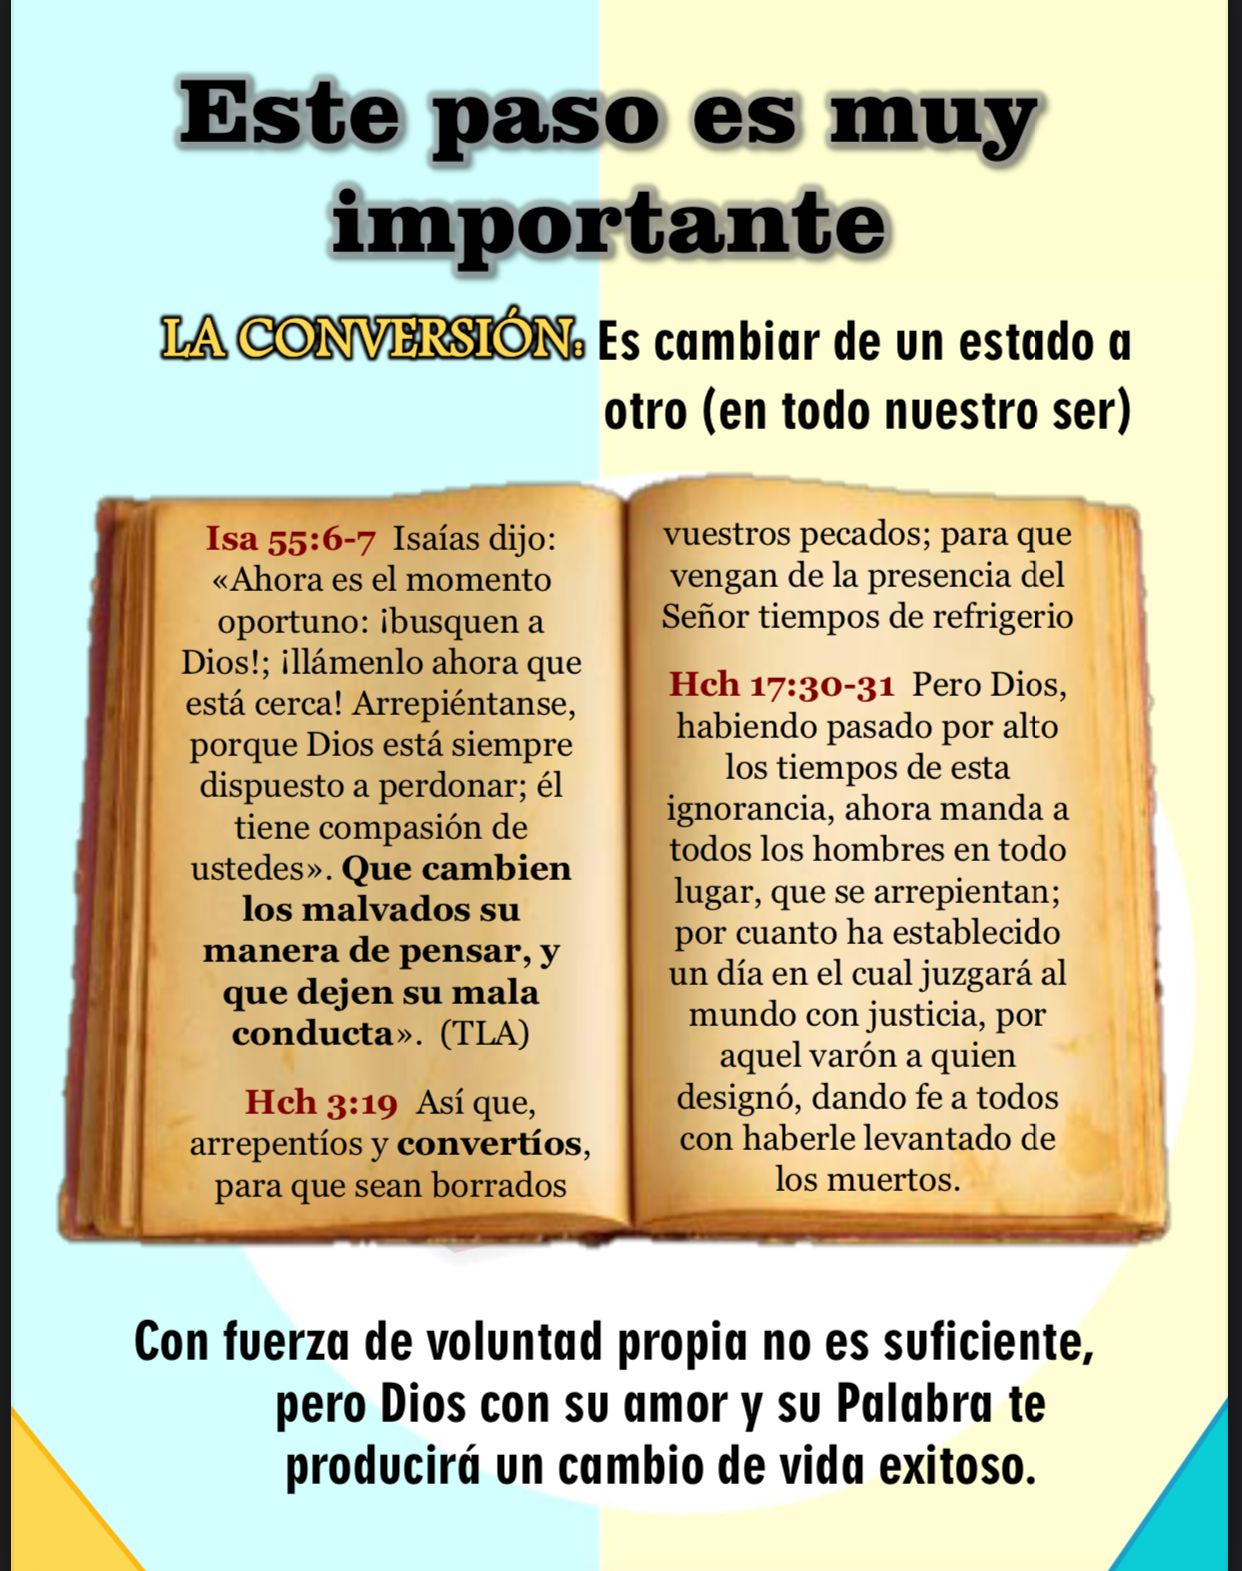 Este paso es muy
importante
LA CONVERSIÓN: Es cambiar de un estado a
otro (en todo nuestro ser)
Isa 55:6-7 Isaías dijo:
«Ahora es el momento
oportuno: ¡busquen a
Dios!; ¡llámenlo ahora que
está cerca! Arrepiéntanse,
porque Dios está siempre
dispuesto a perdonar; él
tiene compasión de
ustedes». Que cambien
los malvados su
manera de pensar, y
que dejen su mala
conducta». (TLA)
Hch 3:19 Así que,
arrepentíos y convertíos,
para que sean borrados
vuestros pecados; para que
vengan de la presencia del
Señor tiempos de refrigerio
Hch 17:30-31 Pero Dios,
habiendo pasado por alto
los tiempos de esta
ignorancia, ahora manda a
todos los hombres en todo
lugar, que se arrepientan;
por cuanto ha establecido
un día en el cual juzgará al
mundo con justicia, por
aquel varón a quien
designó, dando fe a todos
con haberle levantado de
los muertos.
Con fuerza de voluntad propia no es suficiente,
pero Dios con su amor y su Palabra te
producirá un cambio de vida exitoso.